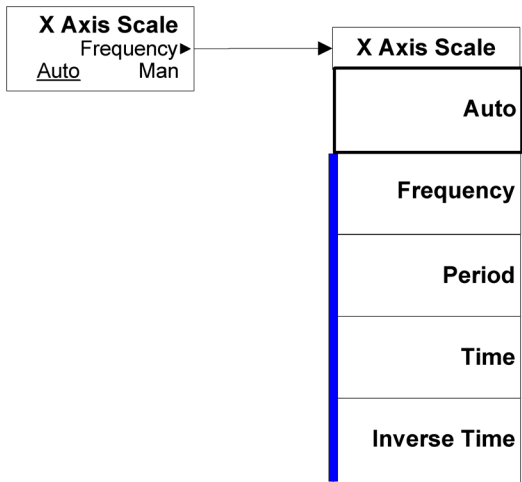 X Axis Scale
Frequency
Auto Man
X Axis Scale
Auto
Frequency
Period
Time
Inverse Time